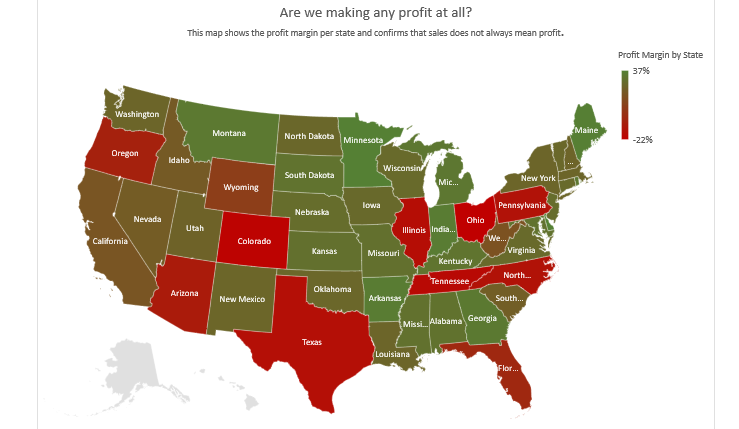 Are we making any profit at all?
This map shows the profit margin per state and confirms that sales does not always mean profit.
Profit Margin by State
37%
-22%
Washington
Montana
North Dakota
Minnesota
Maine
Oregon
Idaho
Wyoming
South Dakota
Wisconsin
Mic...
New York
...
Nevada
Utah
Colorado
Nebraska
Iowa
Illinois
India...
Ohio
Pennsylvania
California
Kansas
Missouri
Kentucky
We...
Virginia
Arizona
New Mexico
Oklahoma
Arkansas
Tennessee
North...
South...
Texas
Louisiana
Missi...
Alabama
Georgia
Flor...